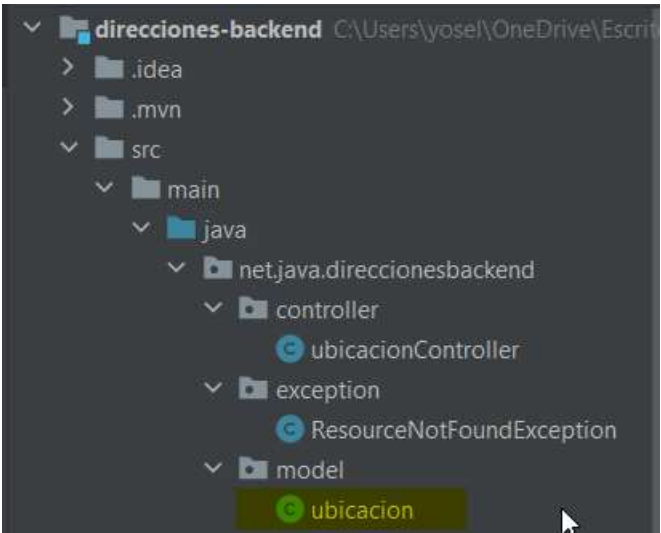 direcciones-backend C:\Users\yosel\OneDrive\Escrit
.idea
.mvn
src
main
java
net.java.direccionesbackend
controller
C ubicacionController
exception
C ResourceNotFoundException
model
C ubicacion